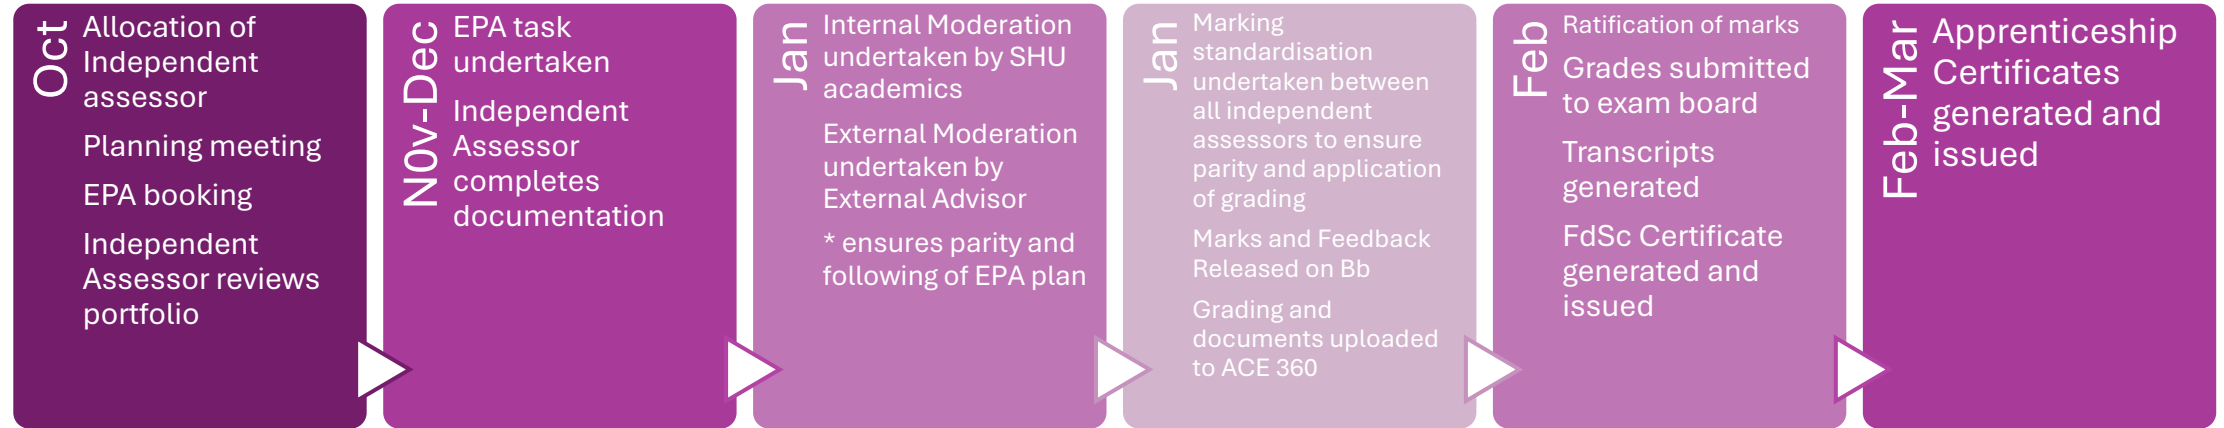 Oct
Allocation of
Independent
assessor
Planning meeting
EPA booking
Independent
Assessor reviews
portfolio
N0v-Dec
EPA task
undertaken
Independent
Assessor
completes
documentation
Jan
Internal Moderation
undertaken by SHU
academics
External Moderation
undertaken by
External Advisor
* ensures parity and
following of EPA plan
Jan
Marking
standardisation
undertaken between
all independent
assessors to ensure
parity and application
of grading
Marks and Feedback
Released on Bb
Grading and
documents uploaded
to ACE 360
Feb
Ratification of marks
Grades submitted
to exam board
Transcripts
generated
FdSc Certificate
generated and
issued
Feb-Mar
Apprenticeship
Certificates
generated and
issued